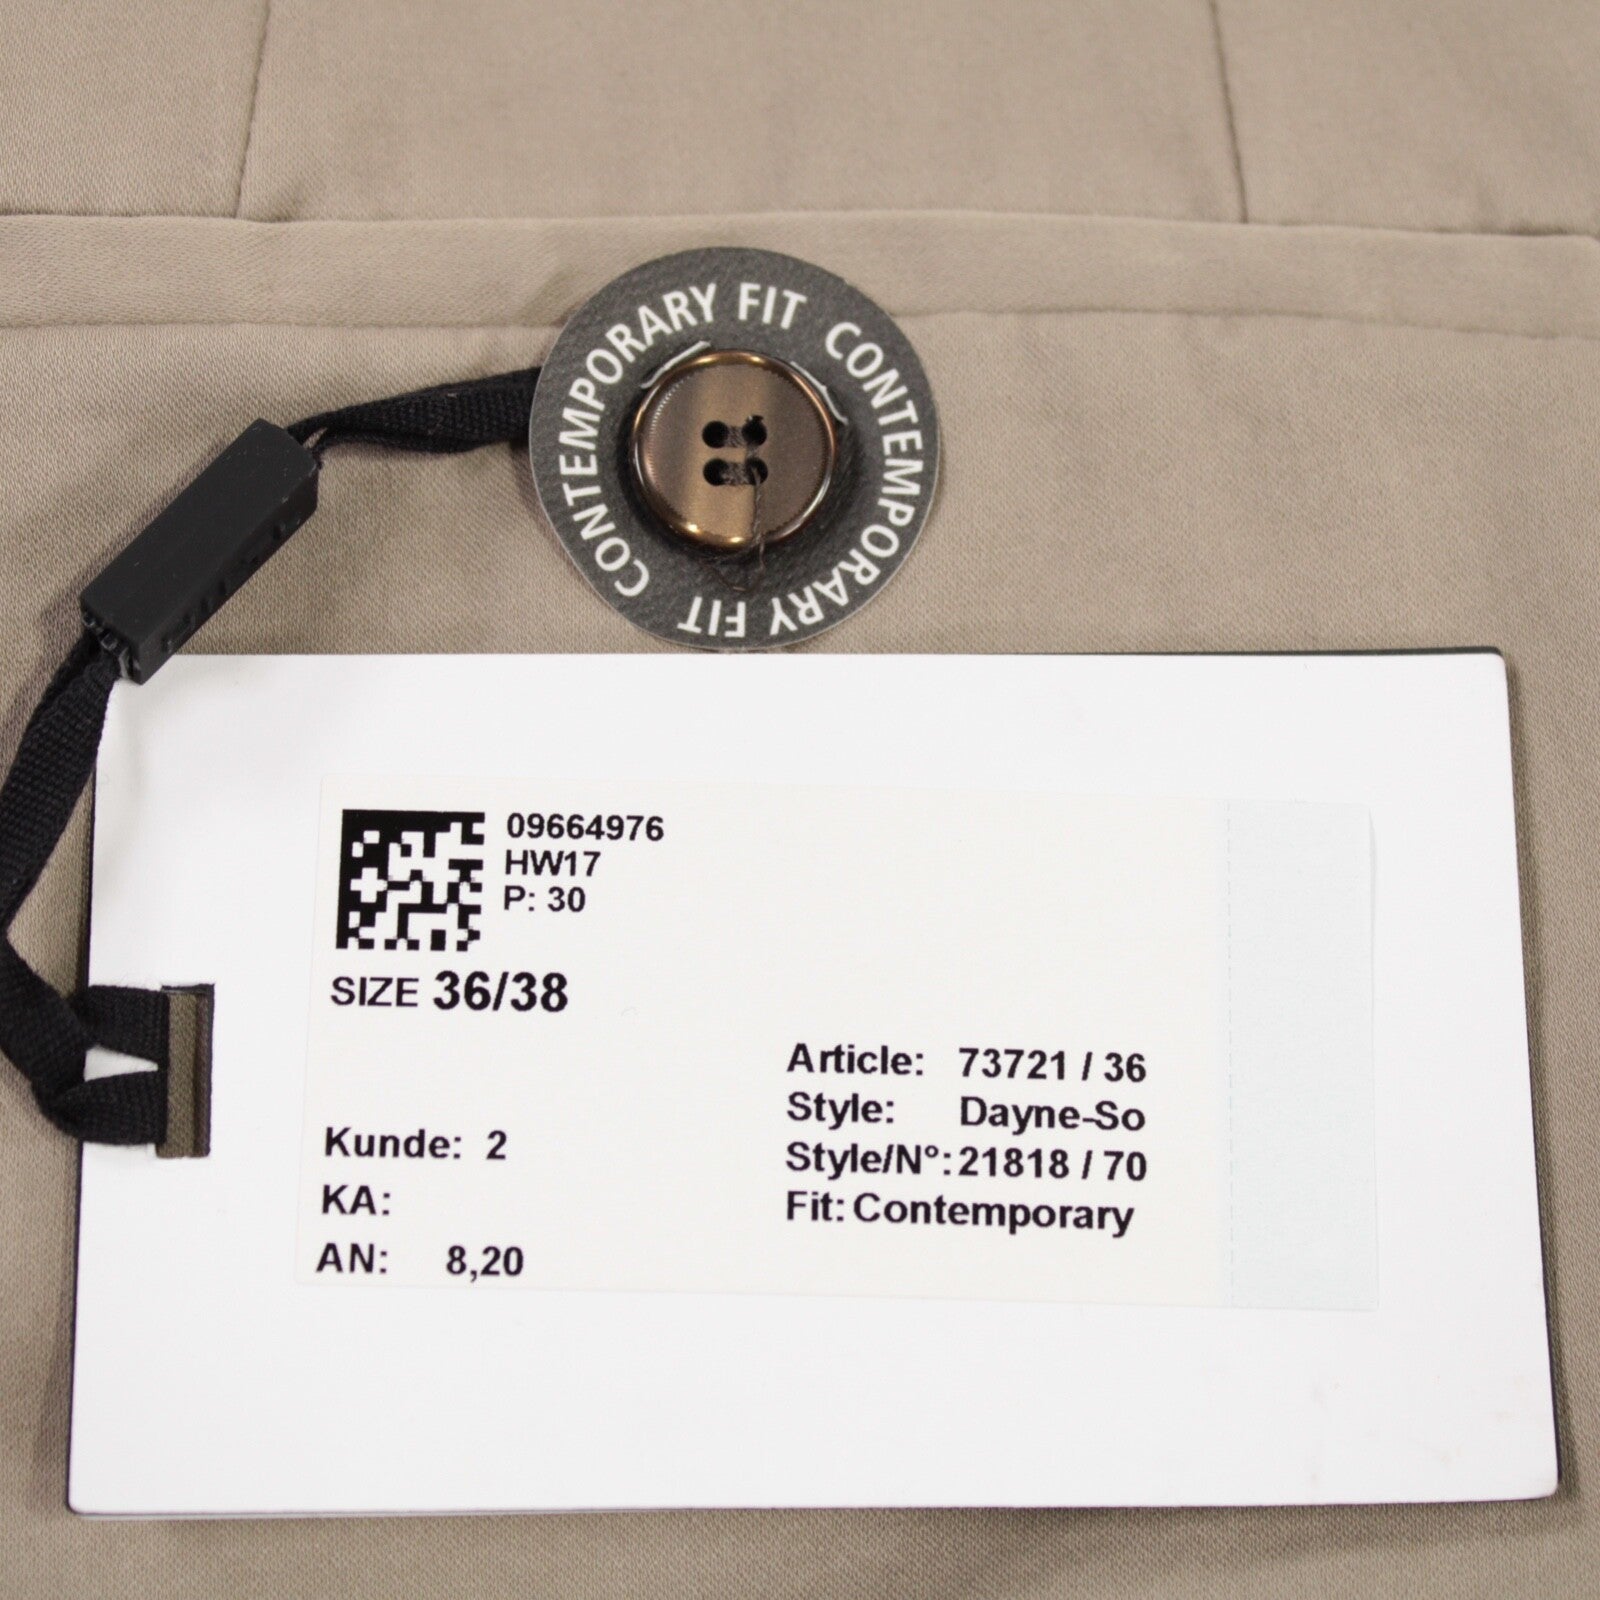 CONTEMPORARY FIT CONTEMPORARY FIT
09664976
HW17
P: 30
SIZE 36/38
Article: 73721 / 36
Style: Dayne-So
Style/N°: 21818 / 70
Fit: Contemporary
Kunde: 2
KA:
AN: 8,20